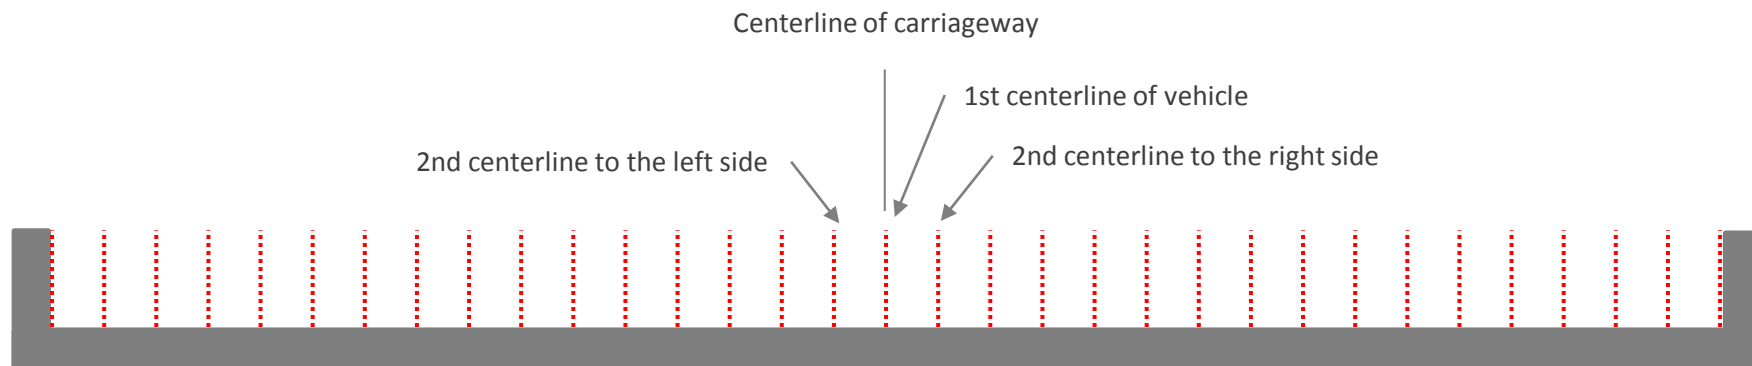 Centerline of carriageway
1st centerline of vehicle
2nd centerline to the left side
2nd centerline to the right side